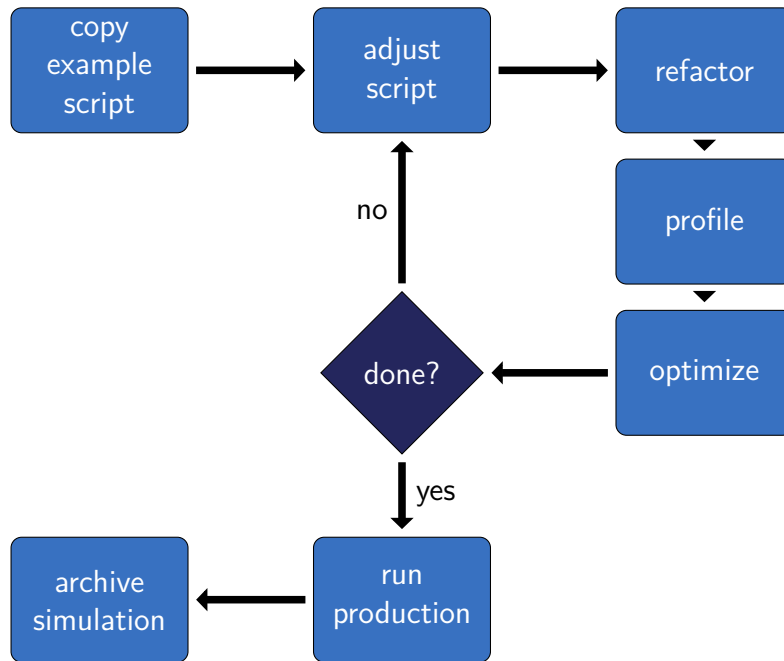 copy
example
script
adjust
script
refactor
no
profile
done?
optimize
yes
archive
simulation
run
production